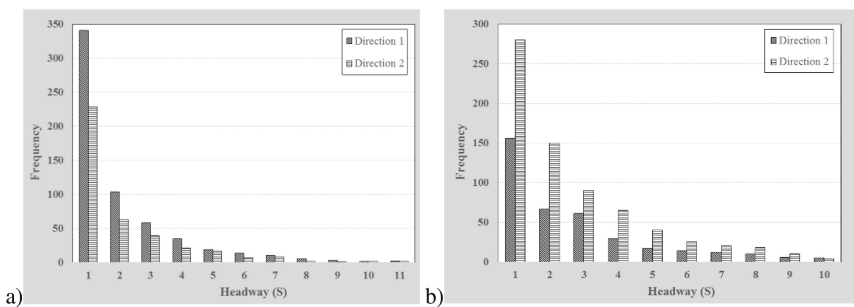 350
300
250
200
150
100
50
0
Frequency
1 2 3 4 5 6 7 8 9 10 11
Headway (S)
Direction 1
Direction 2
a)
300
250
200
150
100
50
0
Frequency
1 2 3 4 5 6 7 8 9 10
Headway (S)
Direction 1
Direction 2
b)